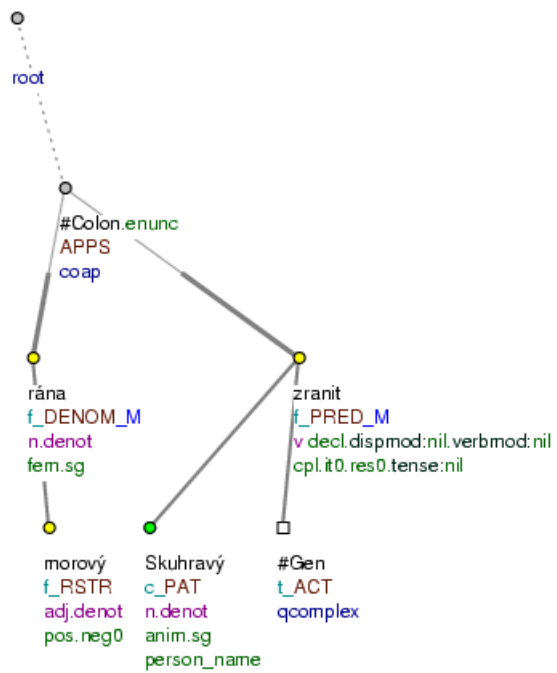 root
#Colon.enunc
APPS
coap
rána
f_DENOM_M
n.denot
fem.sg
zranit
f_PRED_M
v decl.dispmod:nil.verbmod:nil
cpl.it0.res0.tense:nil
morový
f_RSTR
adj.denot
pos.neg0
Skuhravý
c_PAT
n.denot
anim.sg
person_name
#Gen
t_ACT
qcomplex